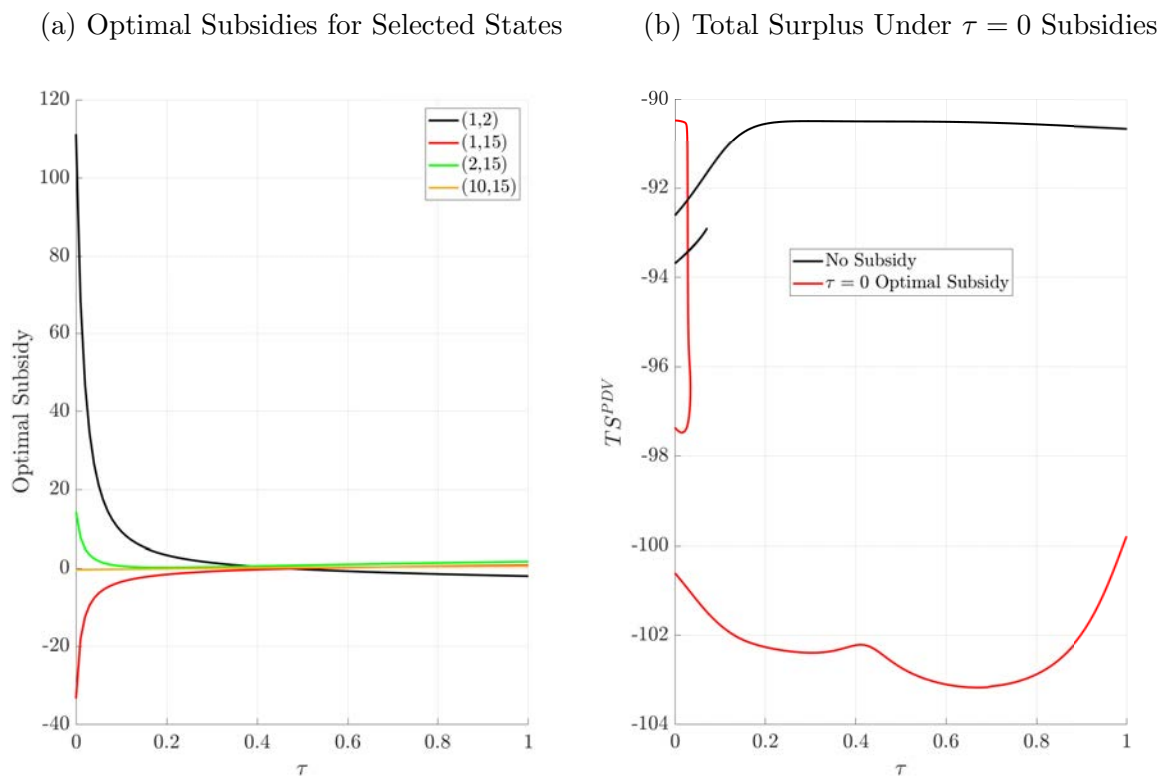 (a) Optimal Subsidies for Selected States
120
100
80
60
40
20
0
-20
-40
Optimal Subsidy
(1,2)
(1,15)
(2,15)
(10,15)
0 0.2 0.4 0.6 0.8 1
τ
(b) Total Surplus Under τ = 0 Subsidies
-90
-92
-94
-96
-98
-100
-102
-104
TS^{PDV}
No Subsidy
τ = 0 Optimal Subsidy
0 0.2 0.4 0.6 0.8 1
τ